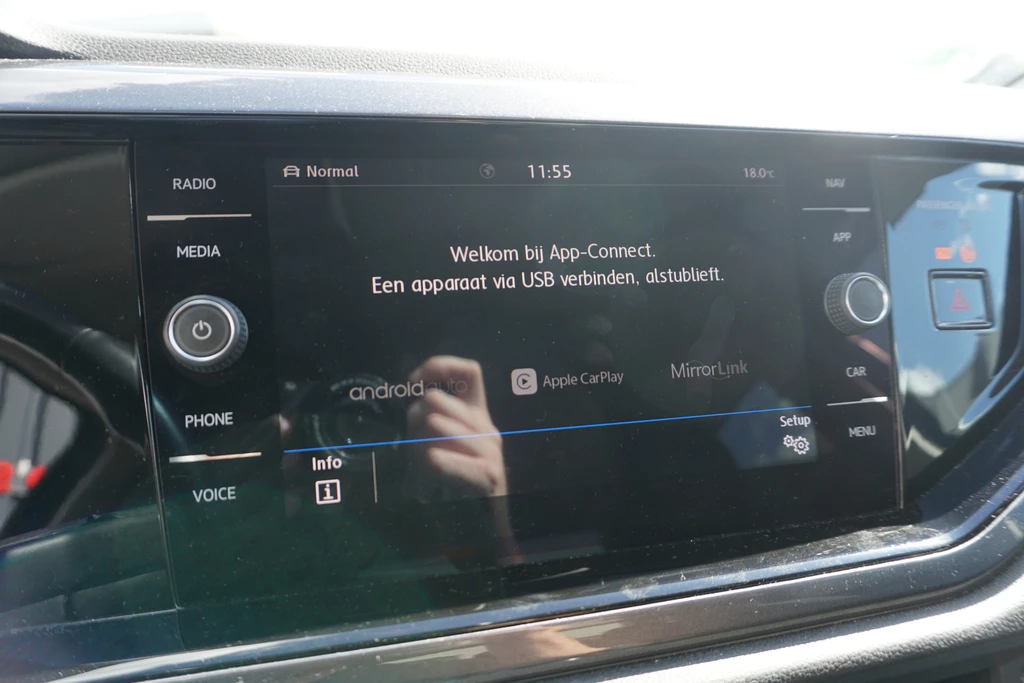 RADIO
MEDIA
PHONE
VOICE
Normal
11:55
18.0°C
Welkom bij App-Connect.
Een apparaat via USB verbinden, alstublieft.
androidauto
Apple CarPlay
MirrorLink
Setup
Info
i
NAV
APP
CAR
MENU